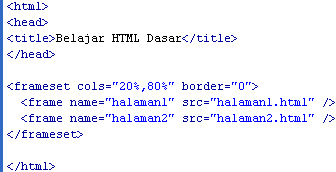 <html>
<head>
<title>Belajar HTML Dasar</title>
</head>
<frameset cols="20%,80%" border="0">
<frame name="halaman1" src="halaman1.html" />
<frame name="halaman2" src="halaman2.html" />
</frameset>
</html>